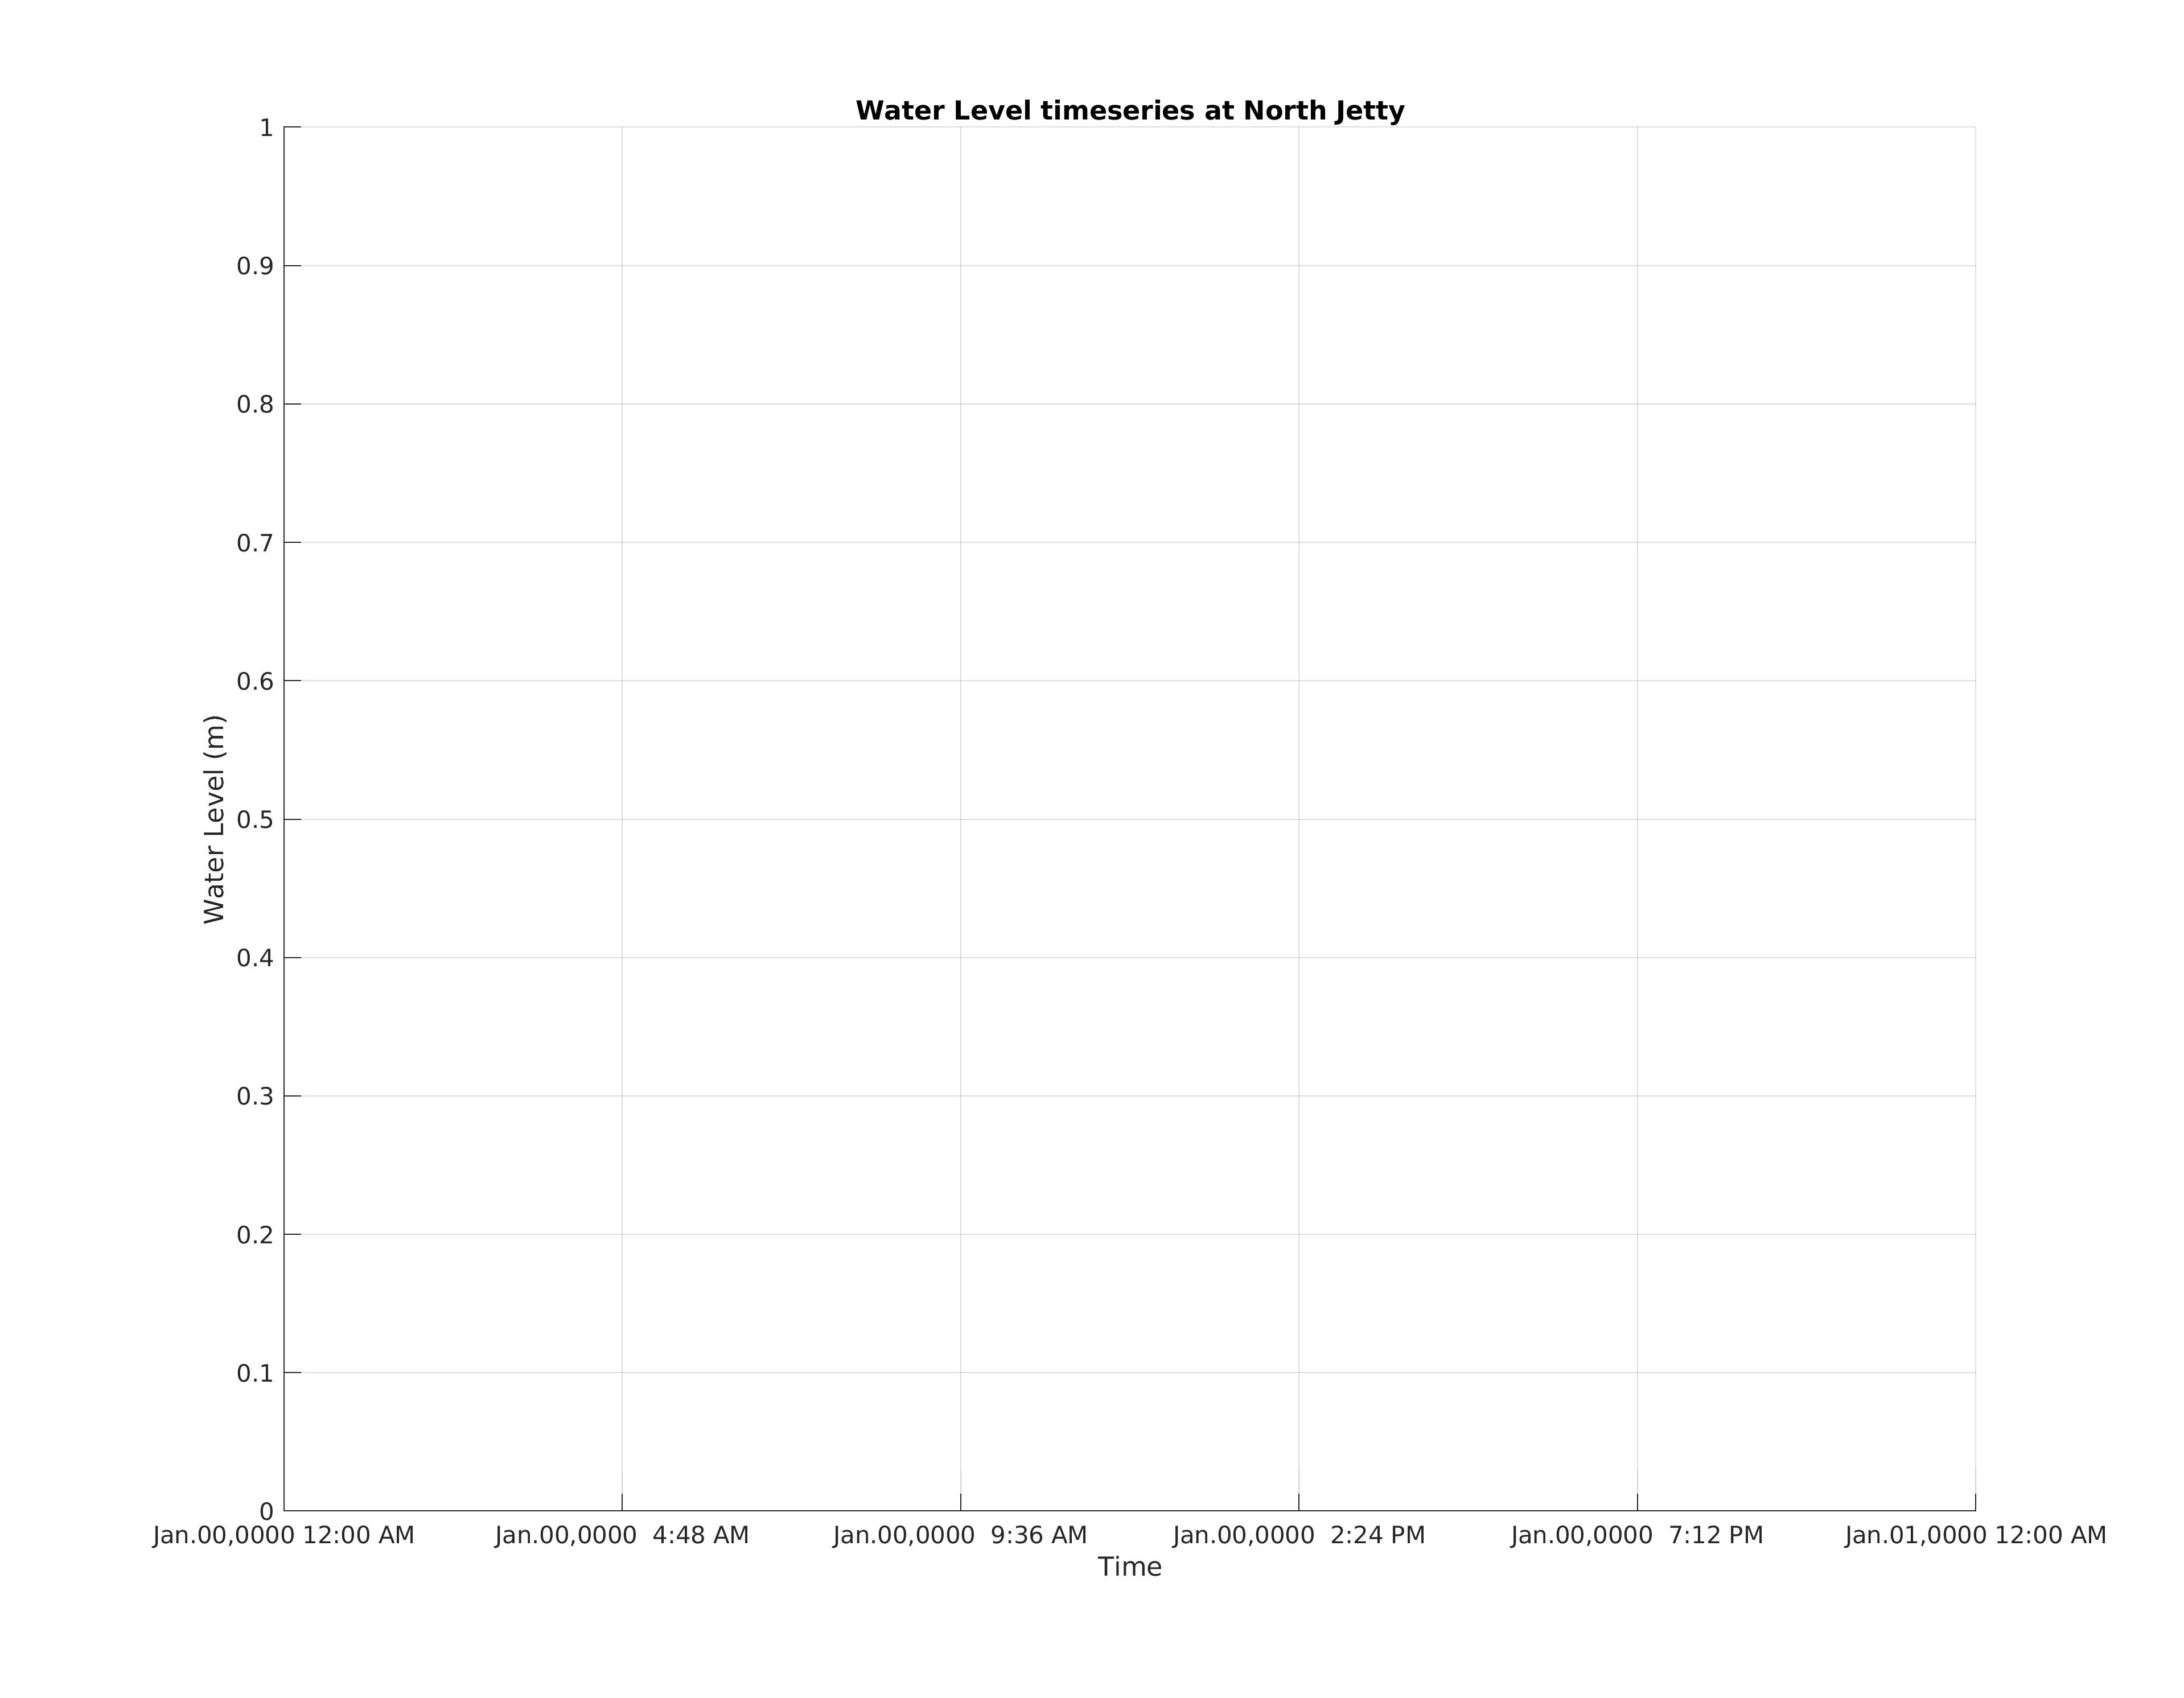 Water Level timeseries at North Jetty
1
0.9
0.8
0.7
0.6
0.5
0.4
0.3
0.2
0.1
0
Water Level (m)
Jan.00,0000 12:00 AM
Jan.00,0000  4:48 AM
Jan.00,0000  9:36 AM
Jan.00,0000  2:24 PM
Jan.00,0000  7:12 PM
Jan.01,0000 12:00 AM
Time